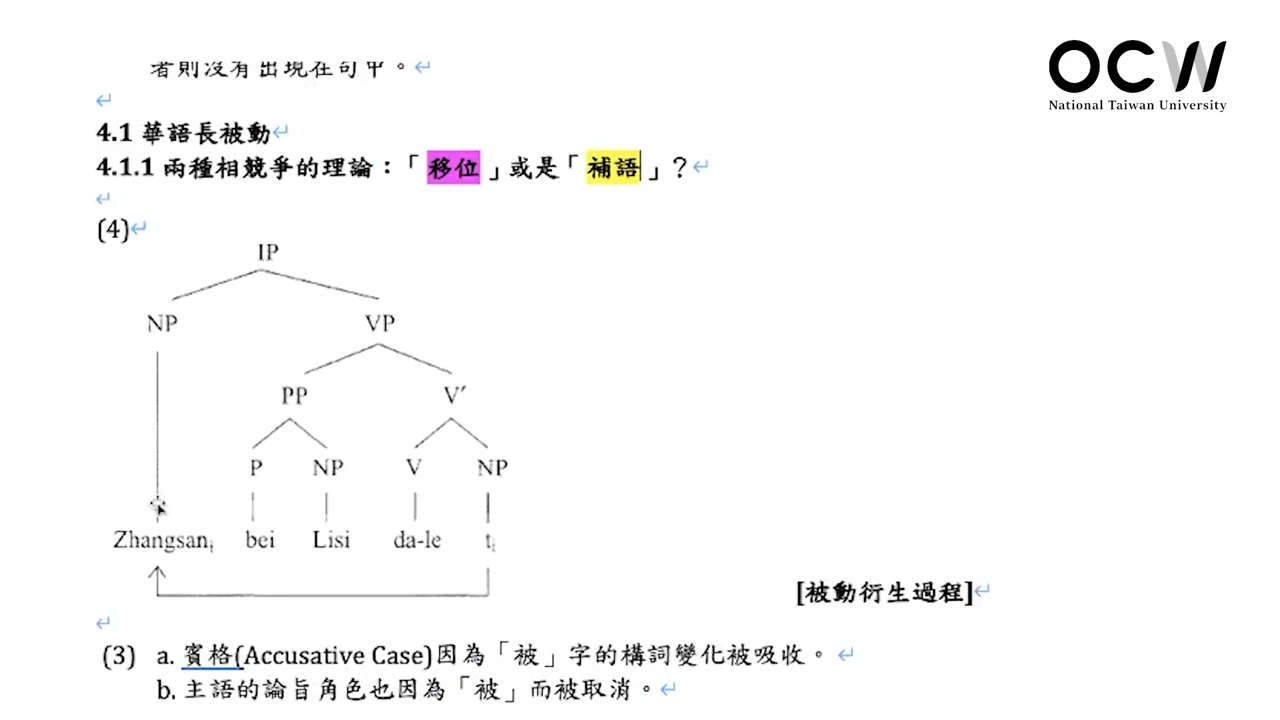 者則沒有出現在句中。
OCW
National Taiwan University
4.1 華語長被動
4.1.1 兩種相競爭的理論：「移位」或是「補語」？
(4)
IP
NP VP
PP V′
P NP V NP
Zhangsani bei Lisi da-le ti
[被動衍生過程]
(3) a. 賓格(Accusative Case)因為「被」字的構詞變化被吸收。
b. 主語的論旨角色也因為「被」而被取消。